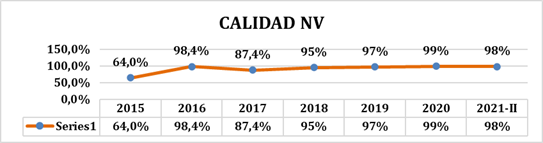 CALIDAD NV
150,0%
100,0%
50,0%
0,0%
64,0% 98,4% 87,4% 95% 97% 99% 98%
2015 2016 2017 2018 2019 2020 2021-II
Series1 64,0% 98,4% 87,4% 95% 97% 99% 98%